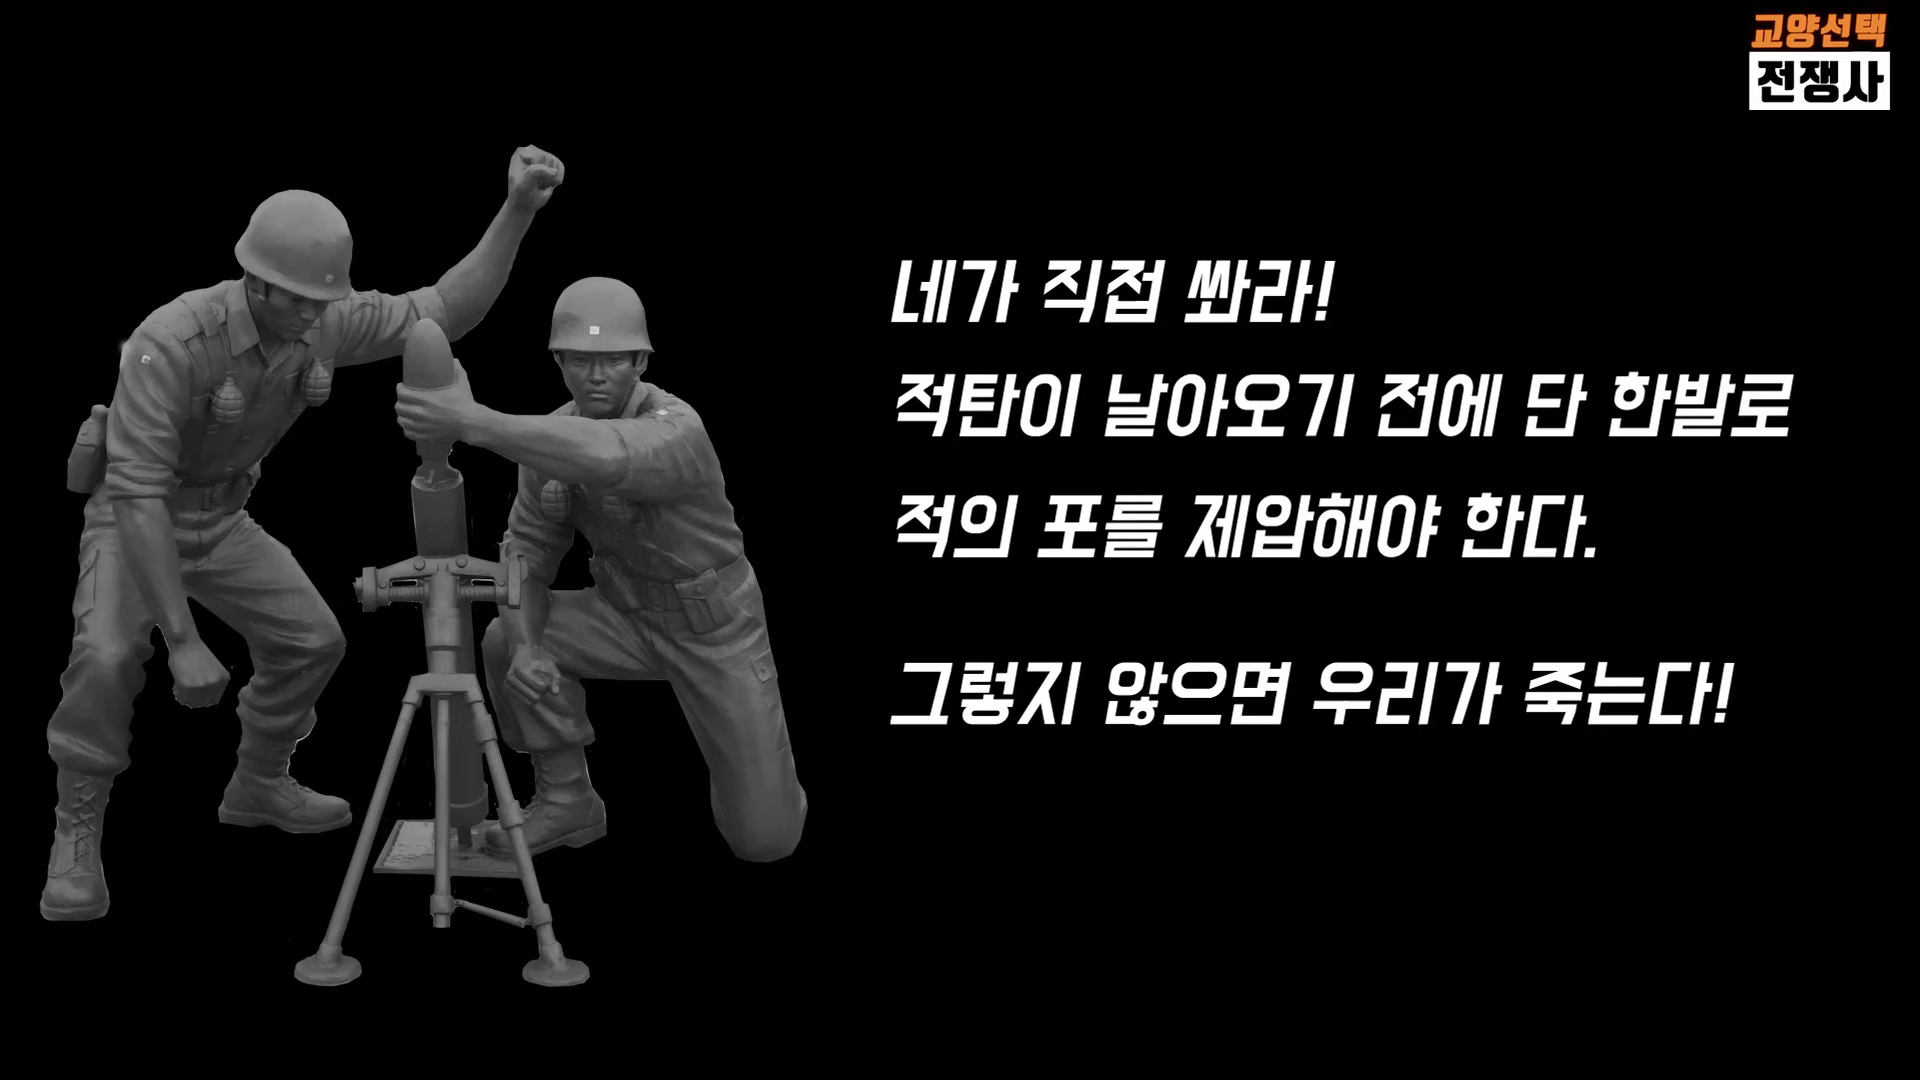 교양선택
전쟁사
네가 직접 쏴라!
적탄이 날아오기 전에 단 한발로
적의 포를 제압해야 한다.
그렇지 않으면 우리가 죽는다!